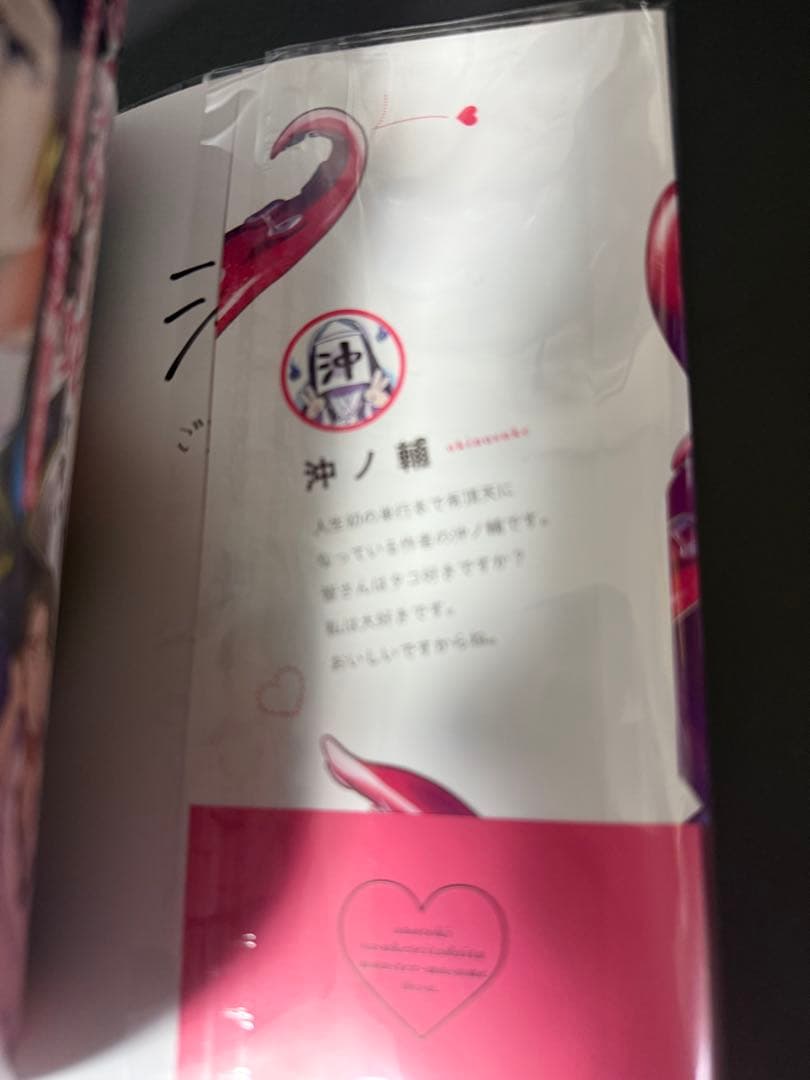 沖
沖ノ輔 okinosuke
人生初の単行本で有頂天に
なっている作者の沖ノ輔です。
皆さんはタコ好きですか？
私は大好きです。
おいしいですからね。